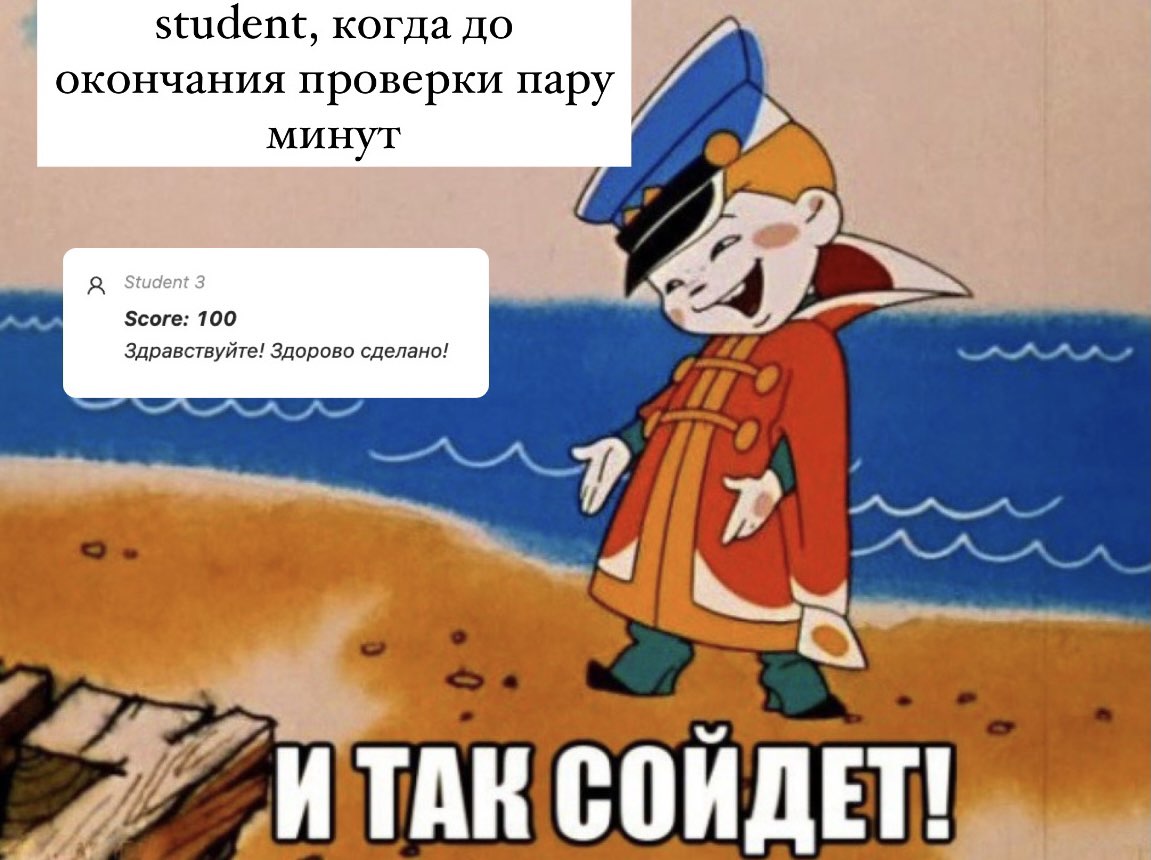 student, когда до
окончания проверки пару
минут
Student 3
Score: 100
Здравствуйте! Здорово сделано!
И ТАК СОЙДЕТ!